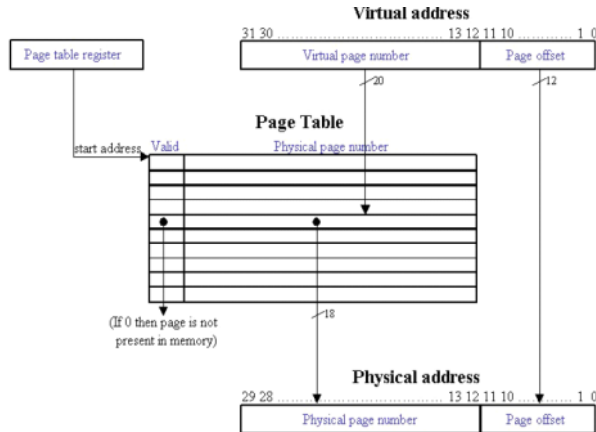 Virtual address
31 30 ........................................... 13 12 11 10 ............ 1 0
Page table register
Virtual page number
Page offset
20
12
Page Table
start address
Valid
Physical page number
18
(If 0 then page is not
present in memory)
Physical address
29 28 ........................................... 13 12 11 10 ............ 1 0
Physical page number
Page offset